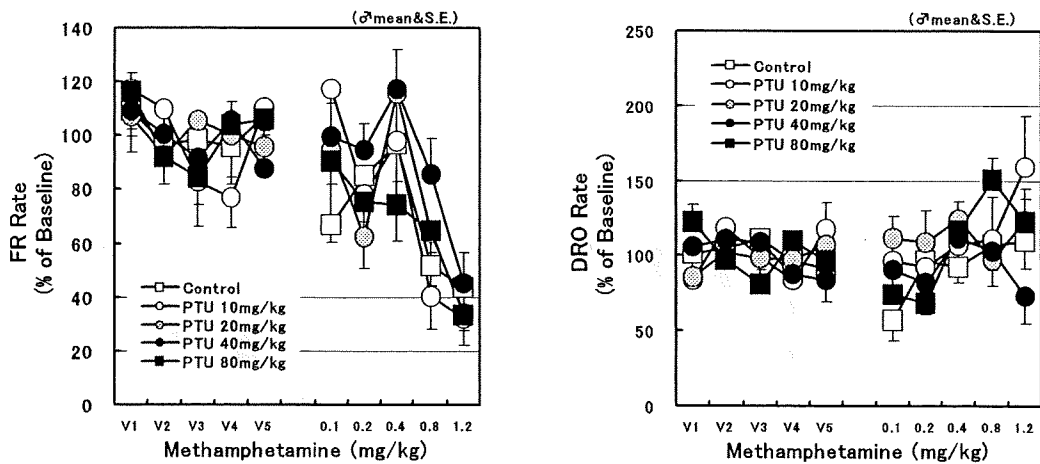 (♂mean&S.E.)
140
120
100
80
60
40
20
0
FR Rate
(% of Baseline)
Control
PTU 10mg/kg
PTU 20mg/kg
PTU 40mg/kg
PTU 80mg/kg
V1 V2 V3 V4 V5 0.1 0.2 0.4 0.8 1.2
Methamphetamine (mg/kg)
(♂mean&S.E.)
250
200
150
100
50
0
DRO Rate
(% of Baseline)
Control
PTU 10mg/kg
PTU 20mg/kg
PTU 40mg/kg
PTU 80mg/kg
V1 V2 V3 V4 V5 0.1 0.2 0.4 0.8 1.2
Methamphetamine (mg/kg)